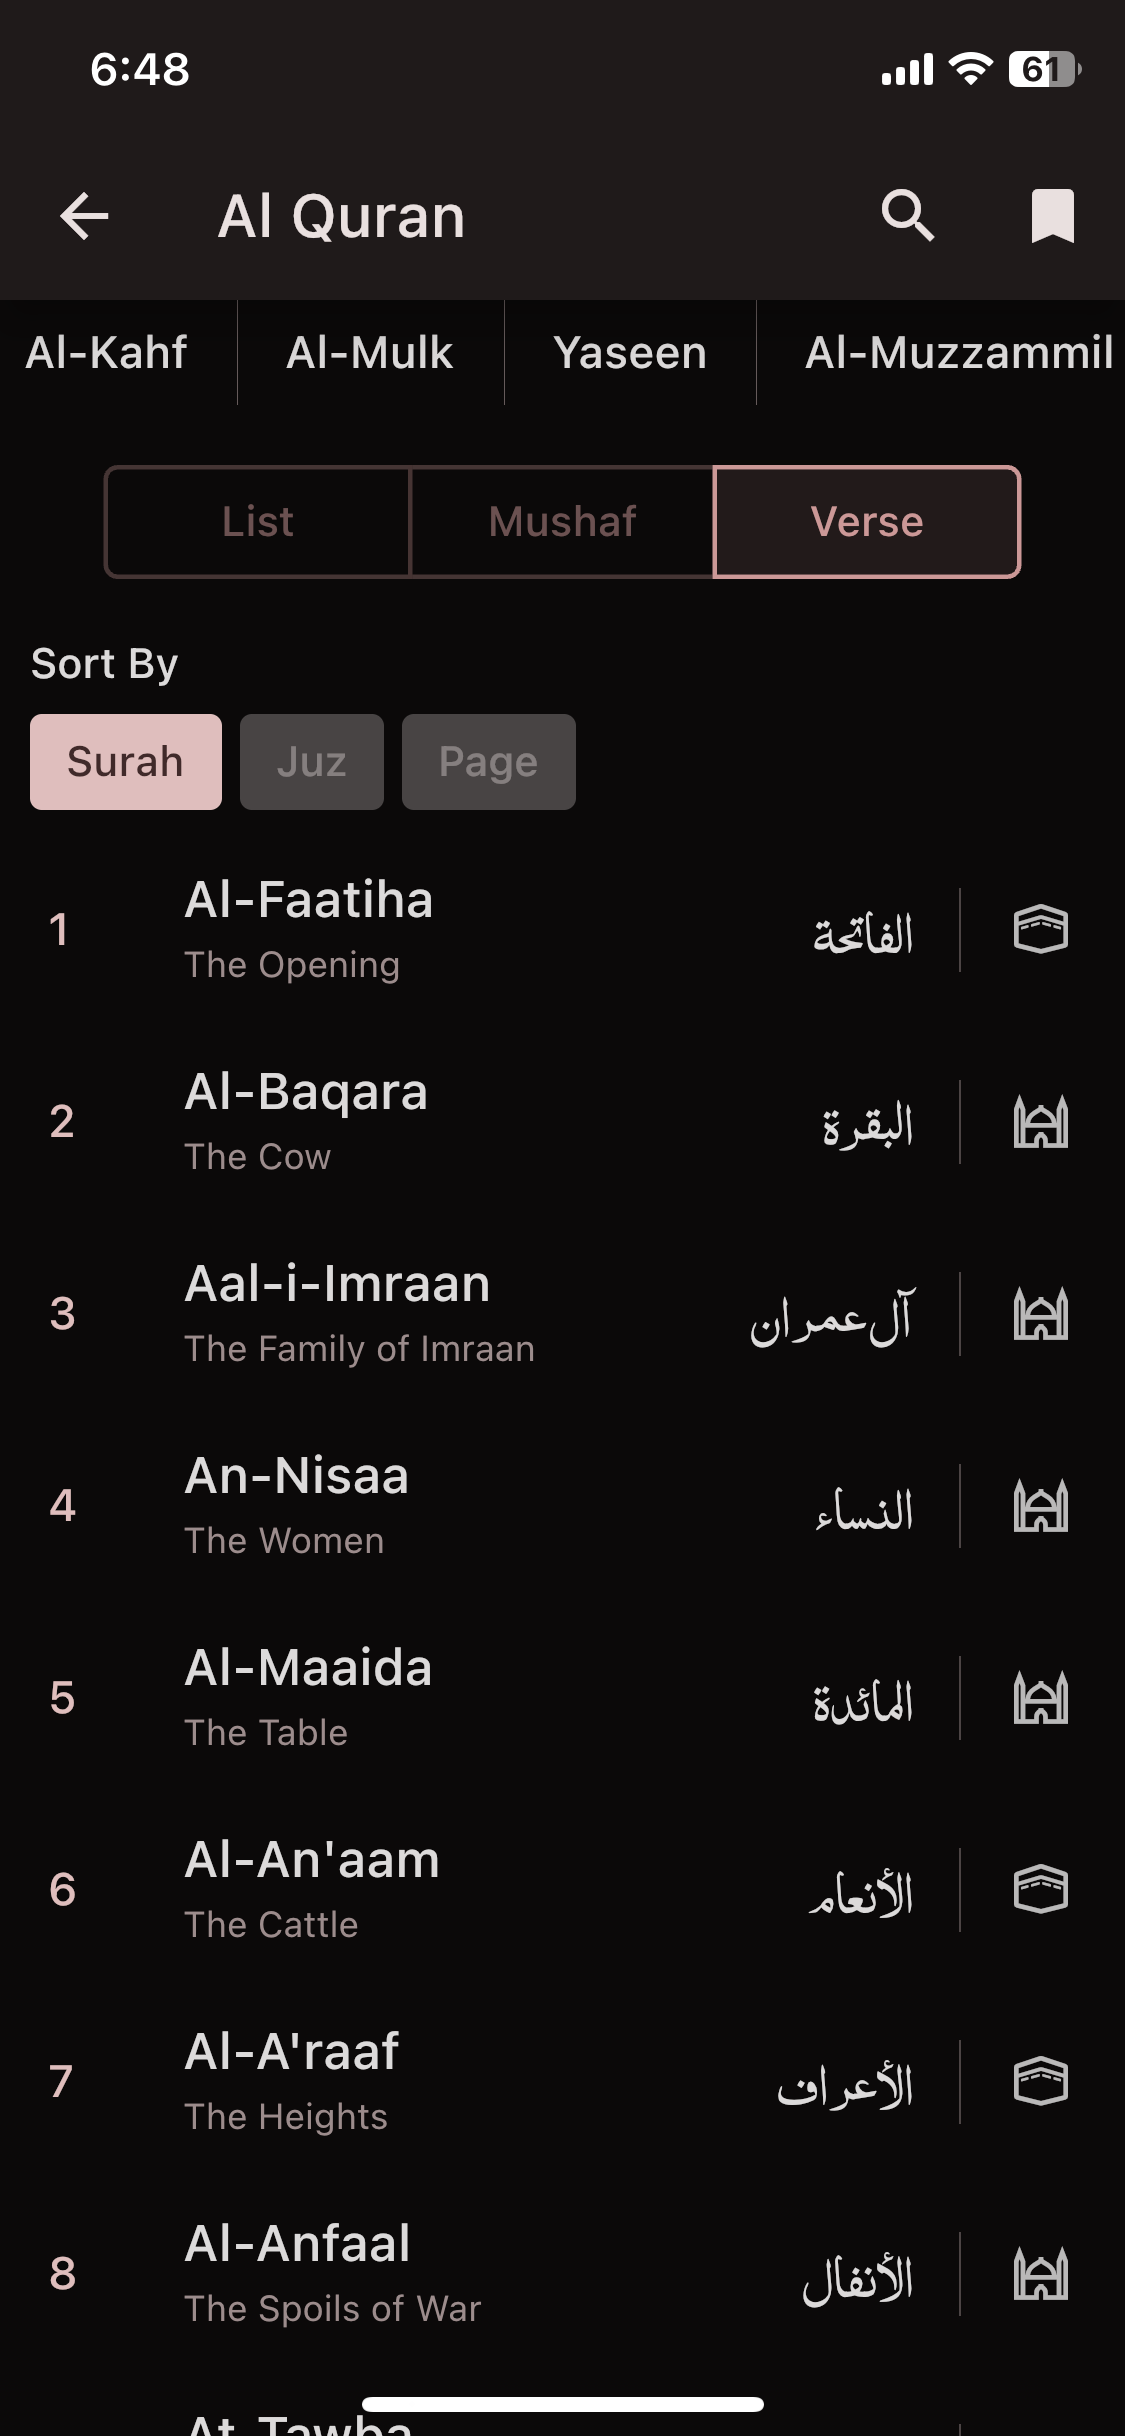 6:48
61
Al Quran
Al-Kahf
Al-Mulk
Yaseen
Al-Muzzammil
List
Mushaf
Verse
Sort By
Surah
Juz
Page
1
Al-Faatiha
الفاتحة
The Opening
2
Al-Baqara
البقرة
The Cow
3
Aal-i-Imraan
آل عمران
The Family of Imraan
4
An-Nisaa
النساء
The Women
5
Al-Maaida
المائدة
The Table
6
Al-An'aam
الأنعام
The Cattle
7
Al-A'raaf
الأعراف
The Heights
8
Al-Anfaal
الأنفال
The Spoils of War
At-Tawba